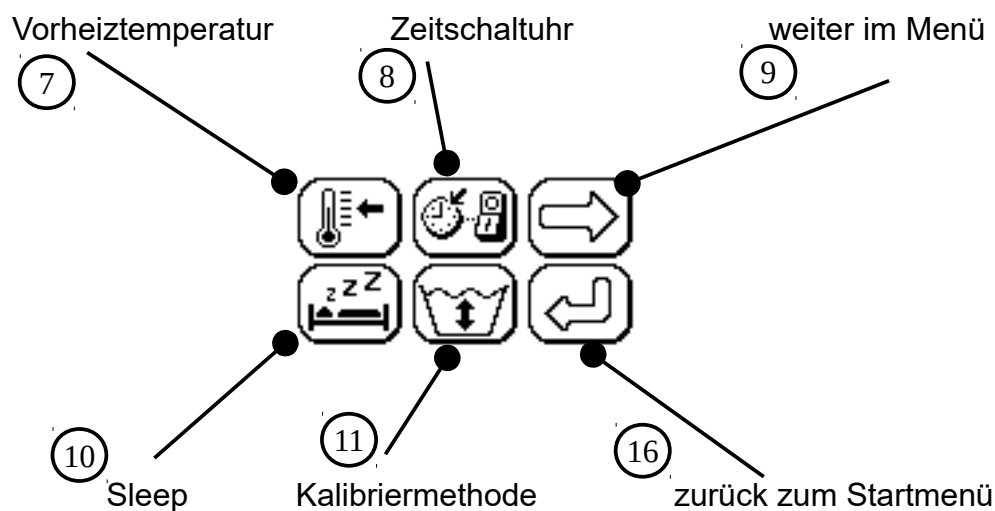 Vorheiztemperatur
Zeitschaltuhr
weiter im Menü
7
8
9
z z Z
10
11
16
Sleep
Kalibriermethode
zurück zum Startmenü